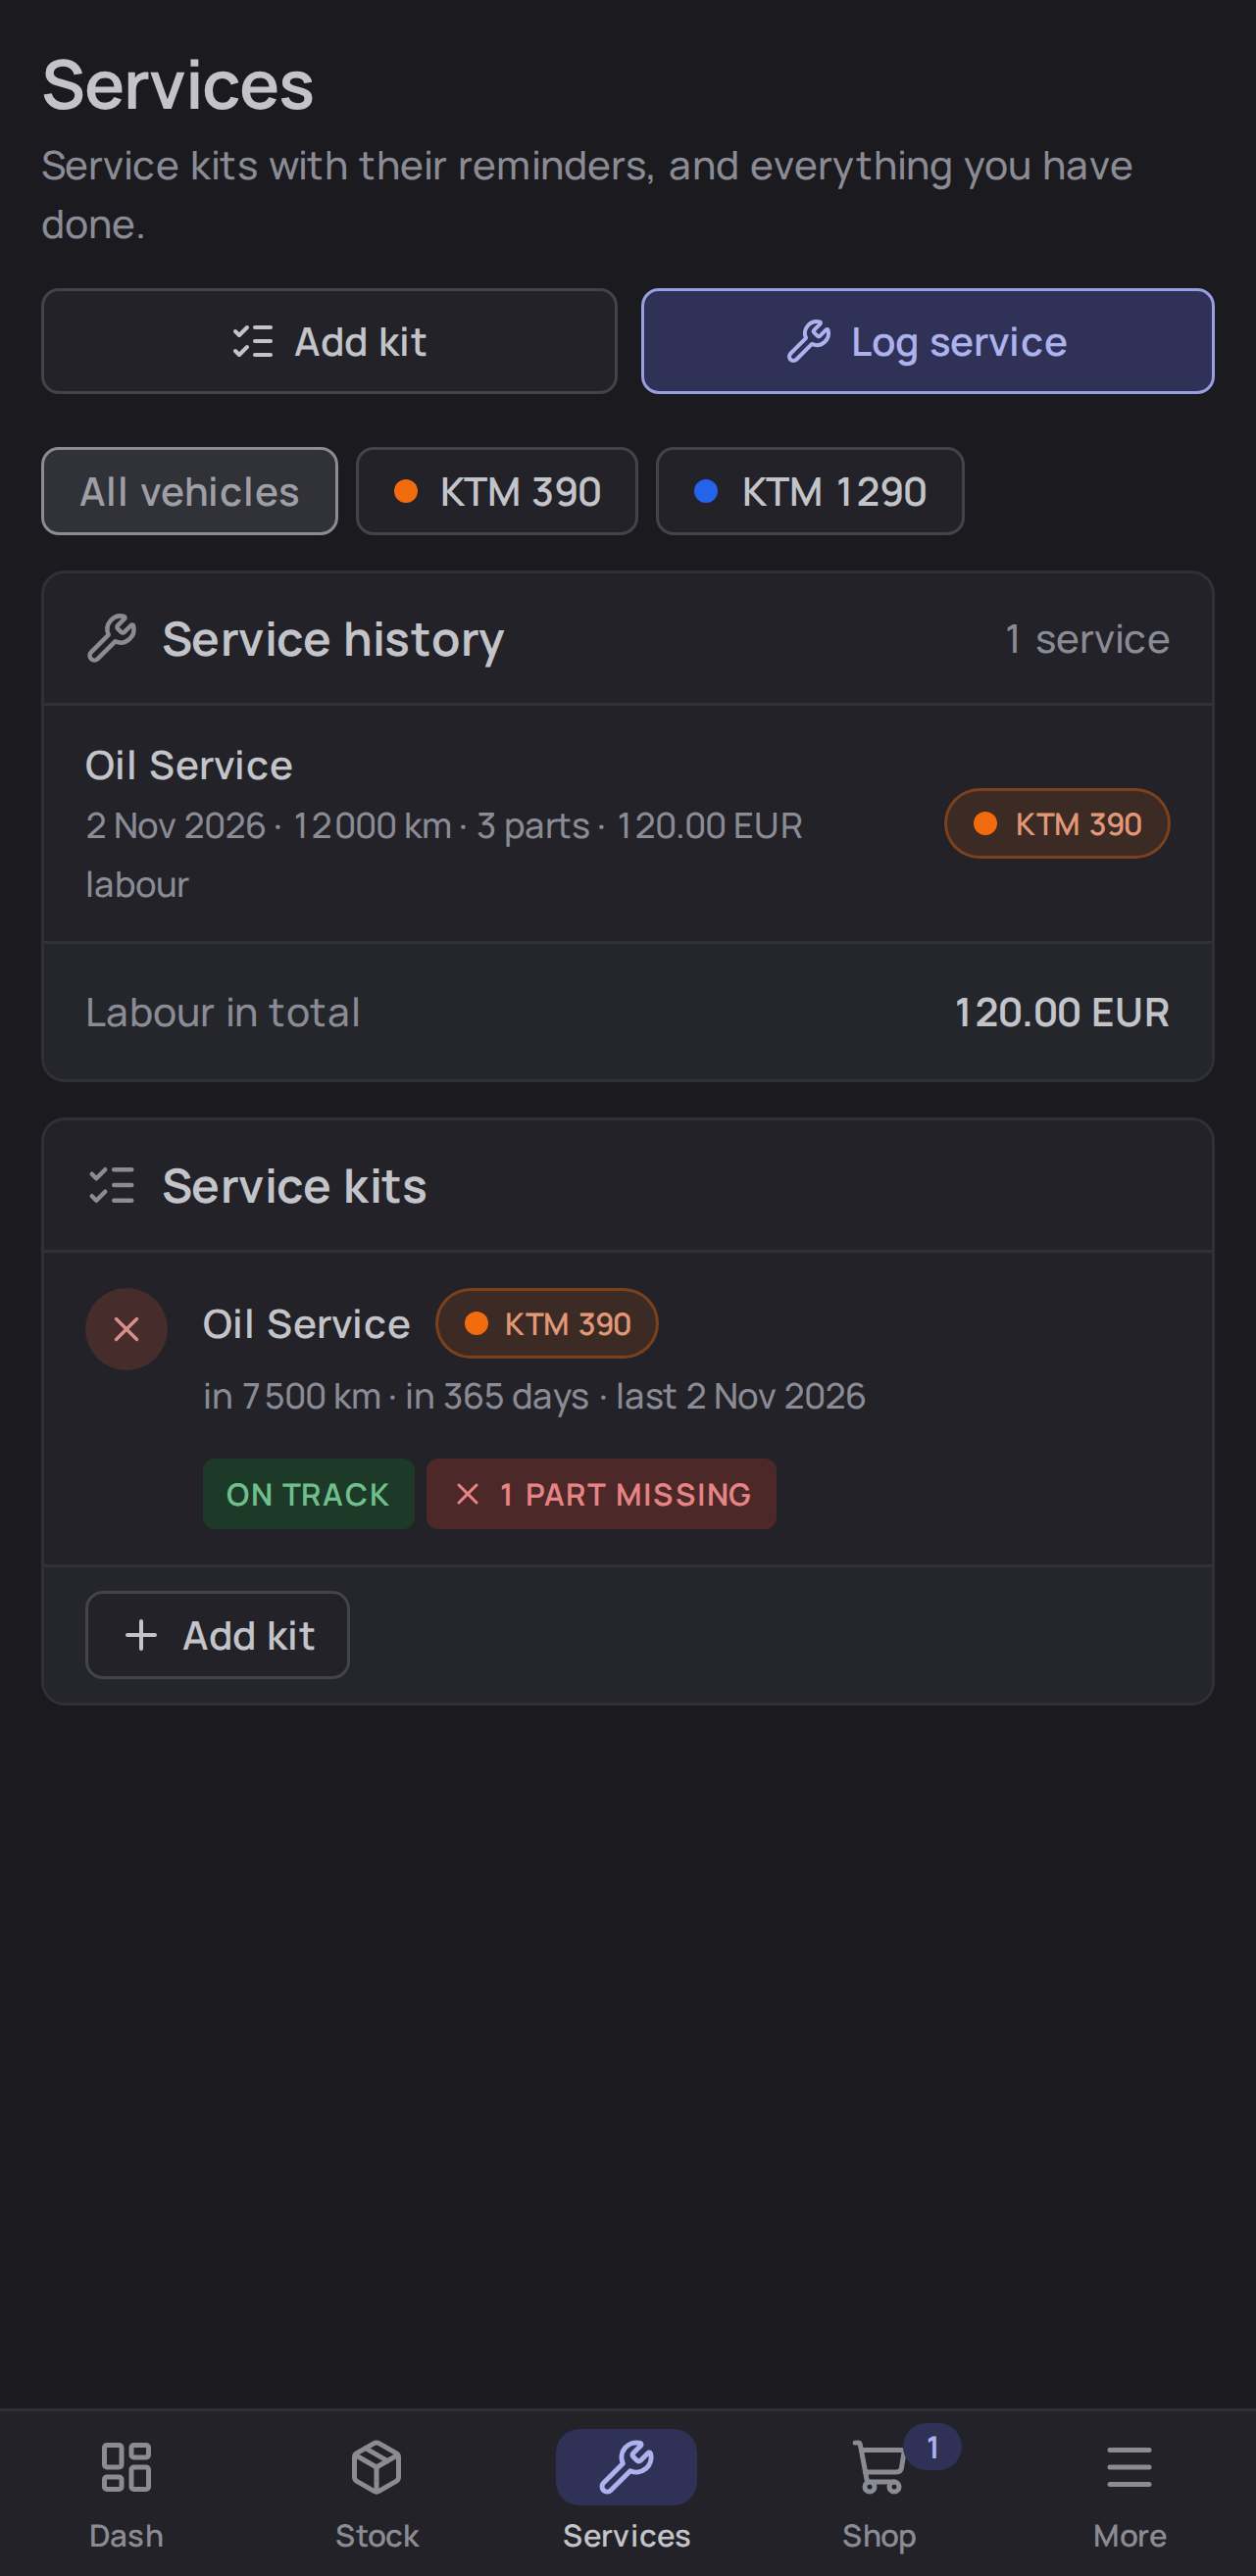 Services
Service kits with their reminders, and everything you have
done.
Add kit
Log service
All vehicles
KTM 390
KTM 1290
Service history
1 service
Oil Service
2 Nov 2026 · 12 000 km · 3 parts · 120.00 EUR
labour
KTM 390
Labour in total
120.00 EUR
Service kits
Oil Service
KTM 390
in 7 500 km · in 365 days · last 2 Nov 2026
ON TRACK
1 PART MISSING
Add kit
1
Dash
Stock
Services
Shop
More